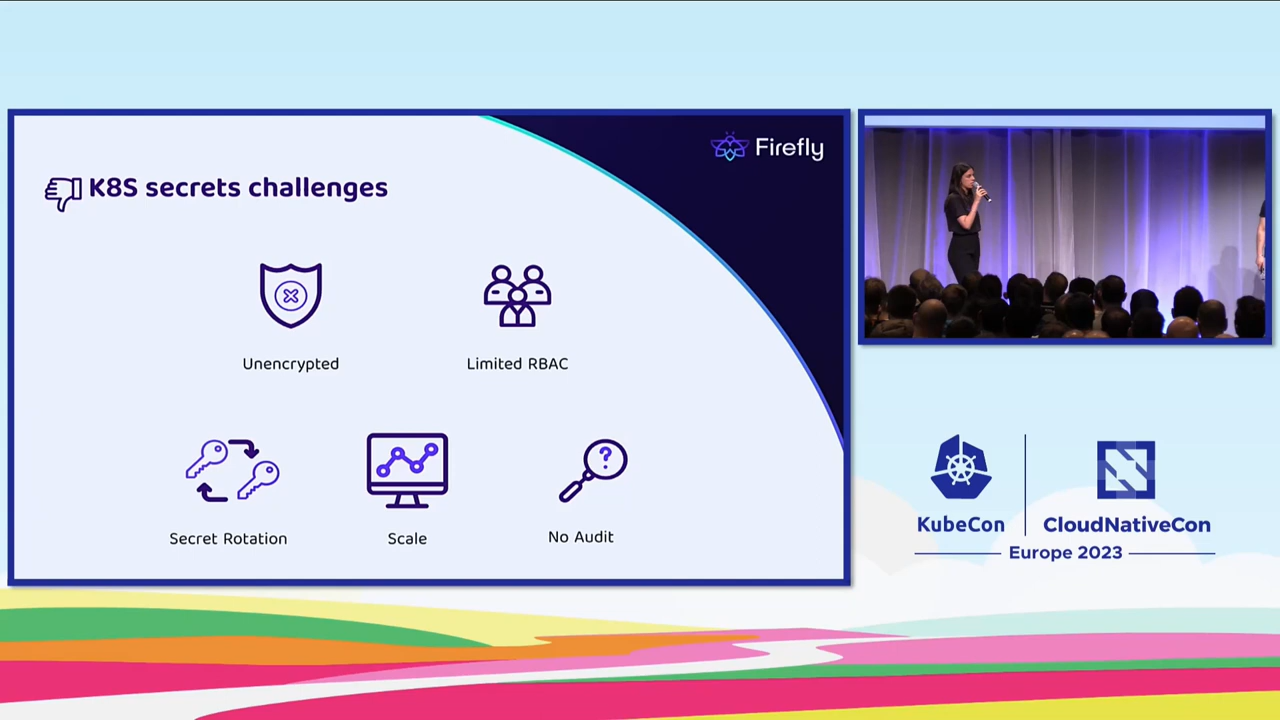 Firefly
K8S secrets challenges
Unencrypted
Limited RBAC
Secret Rotation
Scale
No Audit
?
KubeCon
CloudNativeCon
Europe 2023